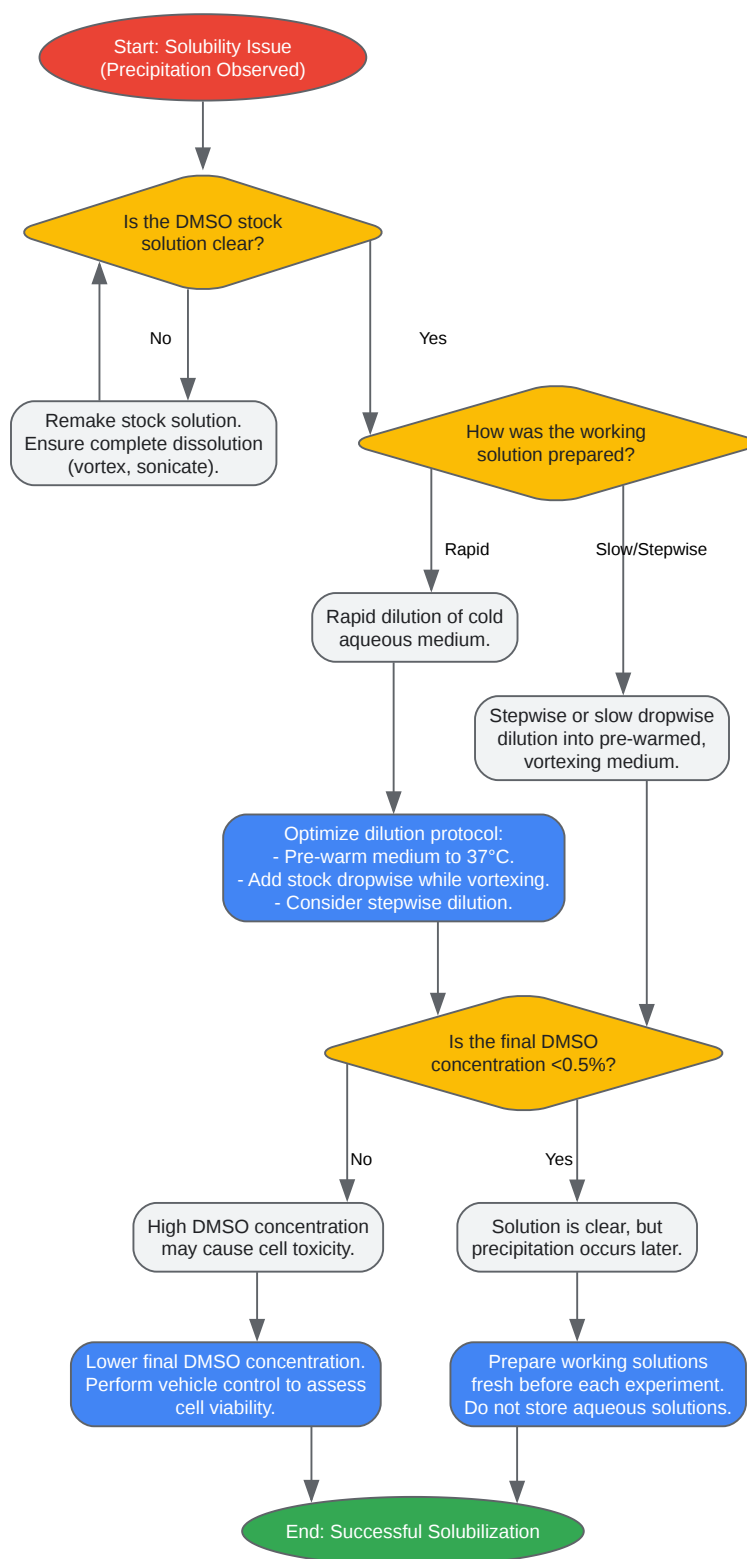 Start: Solubility Issue
(Precipitation Observed)
Is the DMSO stock
solution clear?
No
Yes
Remake stock solution.
Ensure complete dissolution
(vortex, sonicate).
How was the working
solution prepared?
Rapid
Slow/Stepwise
Rapid dilution of cold
aqueous medium.
Stepwise or slow dropwise
dilution into pre-warmed,
vortexing medium.
Optimize dilution protocol:
- Pre-warm medium to 37°C.
- Add stock dropwise while vortexing.
- Consider stepwise dilution.
Is the final DMSO
concentration <0.5%?
No
Yes
High DMSO concentration
may cause cell toxicity.
Solution is clear, but
precipitation occurs later.
Lower final DMSO concentration.
Perform vehicle control to assess
cell viability.
Prepare working solutions
fresh before each experiment.
Do not store aqueous solutions.
End: Successful Solubilization